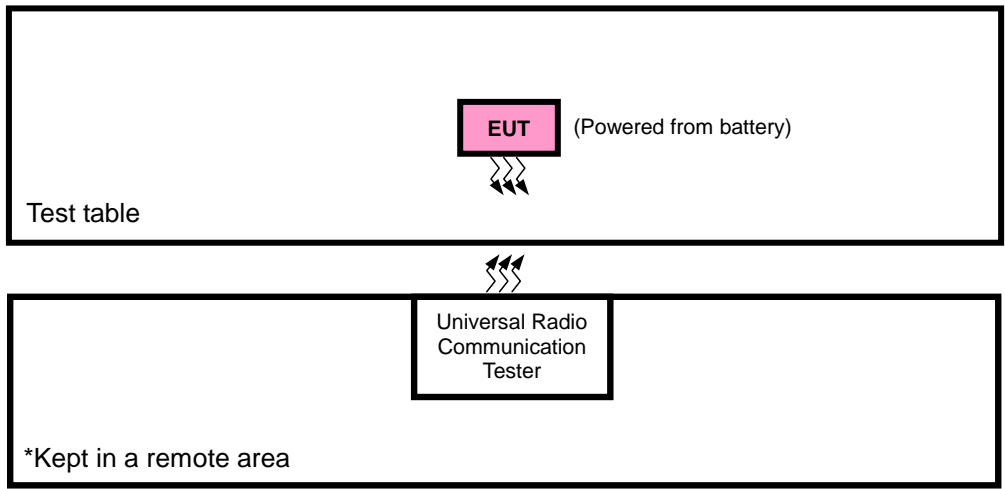 EUT
(Powered from battery)
Test table
Universal Radio
Communication
Tester
*Kept in a remote area